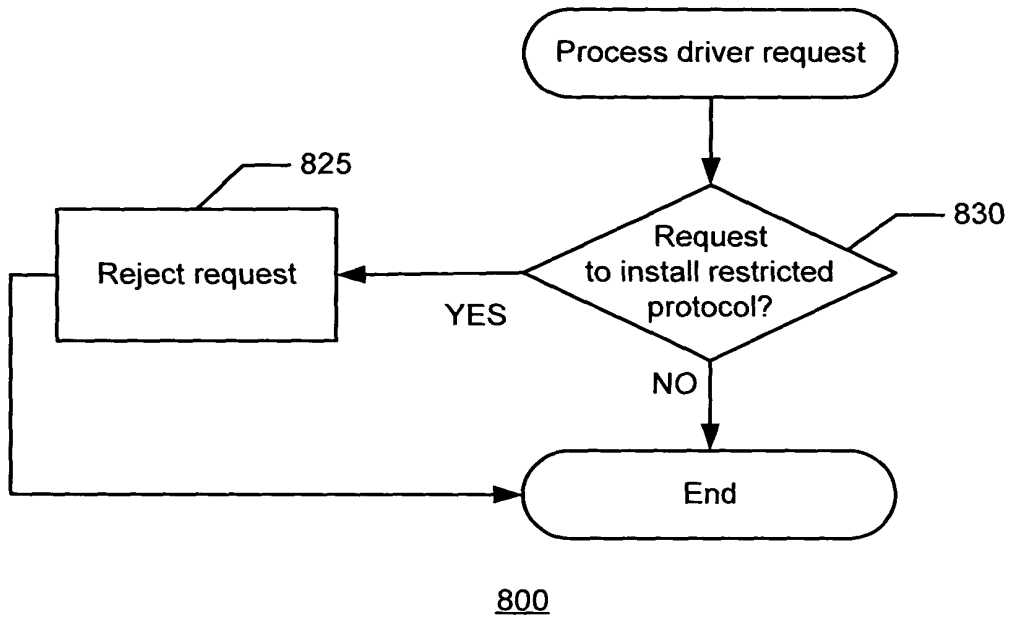 Process driver request
825
830
Request
to install restricted
protocol?
Reject request
YES
NO
End
800